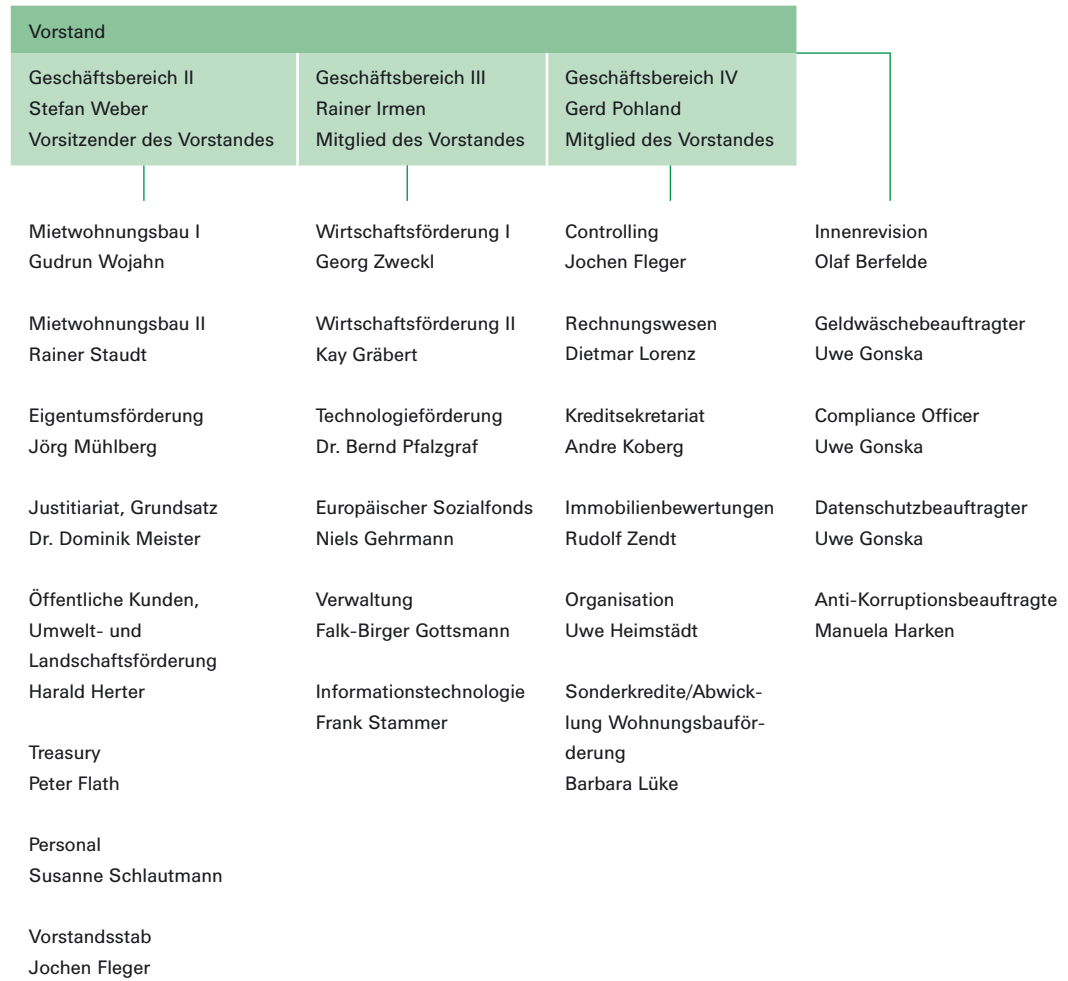 Vorstand
Geschäftsbereich II
Stefan Weber
Vorsitzender des Vorstandes
Geschäftsbereich III
Rainer Irmen
Mitglied des Vorstandes
Geschäftsbereich IV
Gerd Pohland
Mitglied des Vorstandes
Mietwohnungsbau I
Gudrun Wojahn
Mietwohnungsbau II
Rainer Staudt
Eigentumsförderung
Jörg Mühlberg
Justitiariat, Grundsatz
Dr. Dominik Meister
Öffentliche Kunden,
Umwelt- und
Landschaftsförderung
Harald Herter
Treasury
Peter Flath
Personal
Susanne Schlautmann
Vorstandsstab
Jochen Fleger
Wirtschaftsförderung I
Georg Zweckl
Wirtschaftsförderung II
Kay Gräbert
Technologieförderung
Dr. Bernd Pfalzgraf
Europäischer Sozialfonds
Niels Gehrmann
Verwaltung
Falk-Birger Gottsmann
Informationstechnologie
Frank Stammer
Controlling
Jochen Fleger
Rechnungswesen
Dietmar Lorenz
Kreditsekretariat
Andre Koberg
Immobilienbewertungen
Rudolf Zendt
Organisation
Uwe Heimstädt
Sonderkredite/Abwick-
lung Wohnungsbauför-
derung
Barbara Lüke
Innenrevision
Olaf Berfelde
Geldwäschebeauftragter
Uwe Gonska
Compliance Officer
Uwe Gonska
Datenschutzbeauftragter
Uwe Gonska
Anti-Korruptionsbeauftragte
Manuela Harken